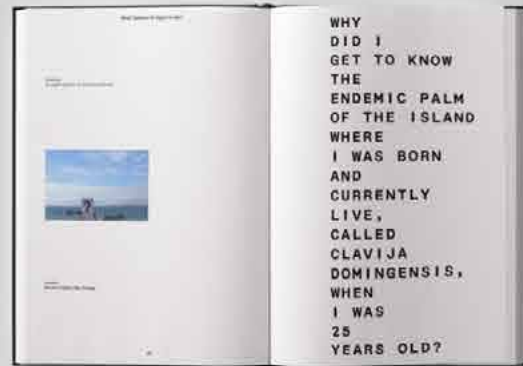 WHY
DID I
GET TO KNOW
THE
ENDEMIC PALM
OF THE ISLAND
WHERE
I WAS BORN
AND
CURRENTLY
LIVE,
CALLED
CLAVIJA
DOMINGENSIS,
WHEN
I WAS
25
YEARS OLD?